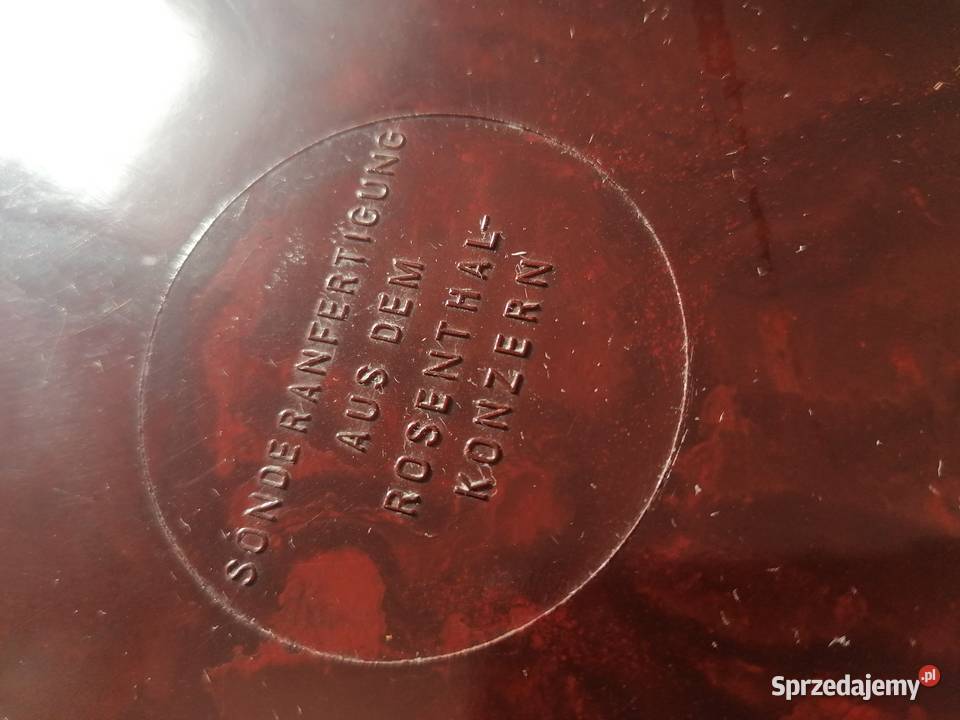 SONDERANFERTIGUNG
AUS DEM
ROSENTHAL-
KONZERN
Sprzedajemy.pl